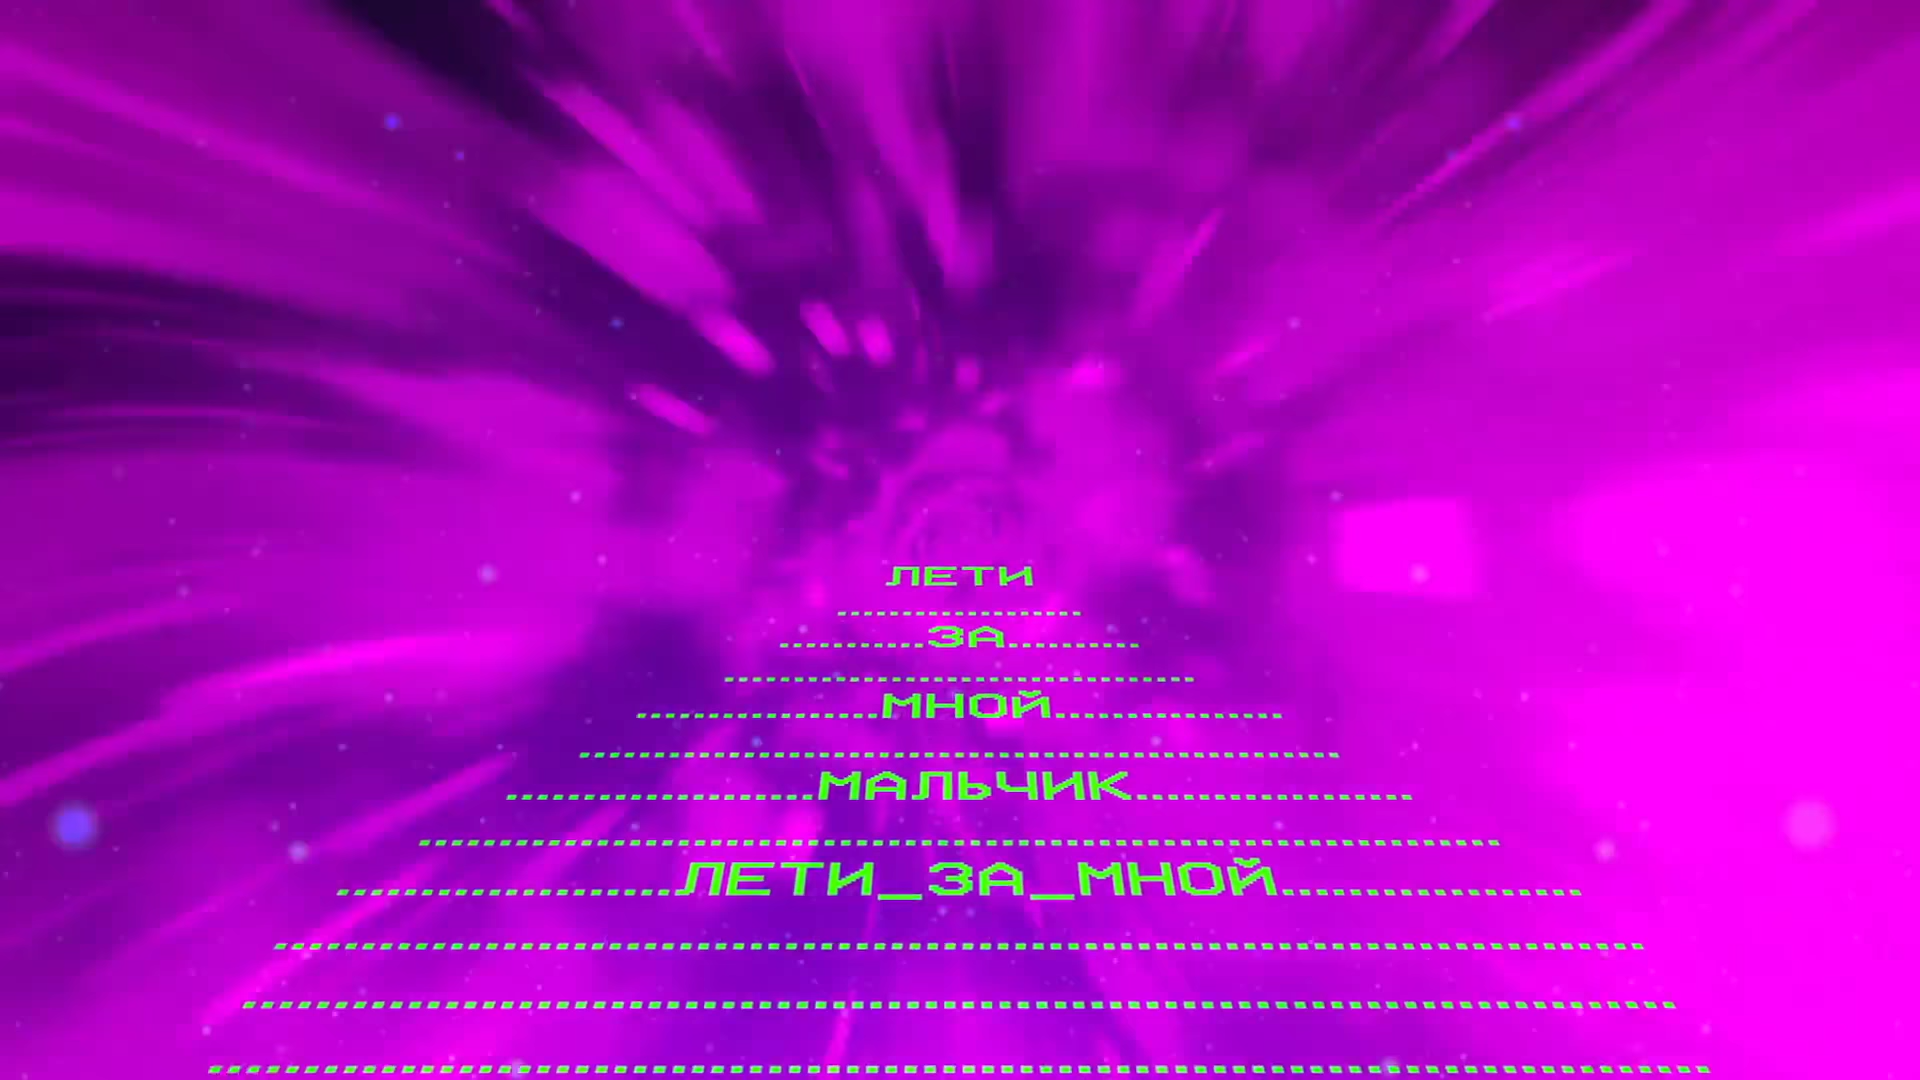 ЛЕТИ
..................
...........ЗА..........
..................................
.................МНОЙ................
......................................................
....................МАЛЬЧИК..................
..........................................................................
....................ЛЕТИ_ЗА_МНОЙ..................
................................................................................
................................................................................
................................................................................